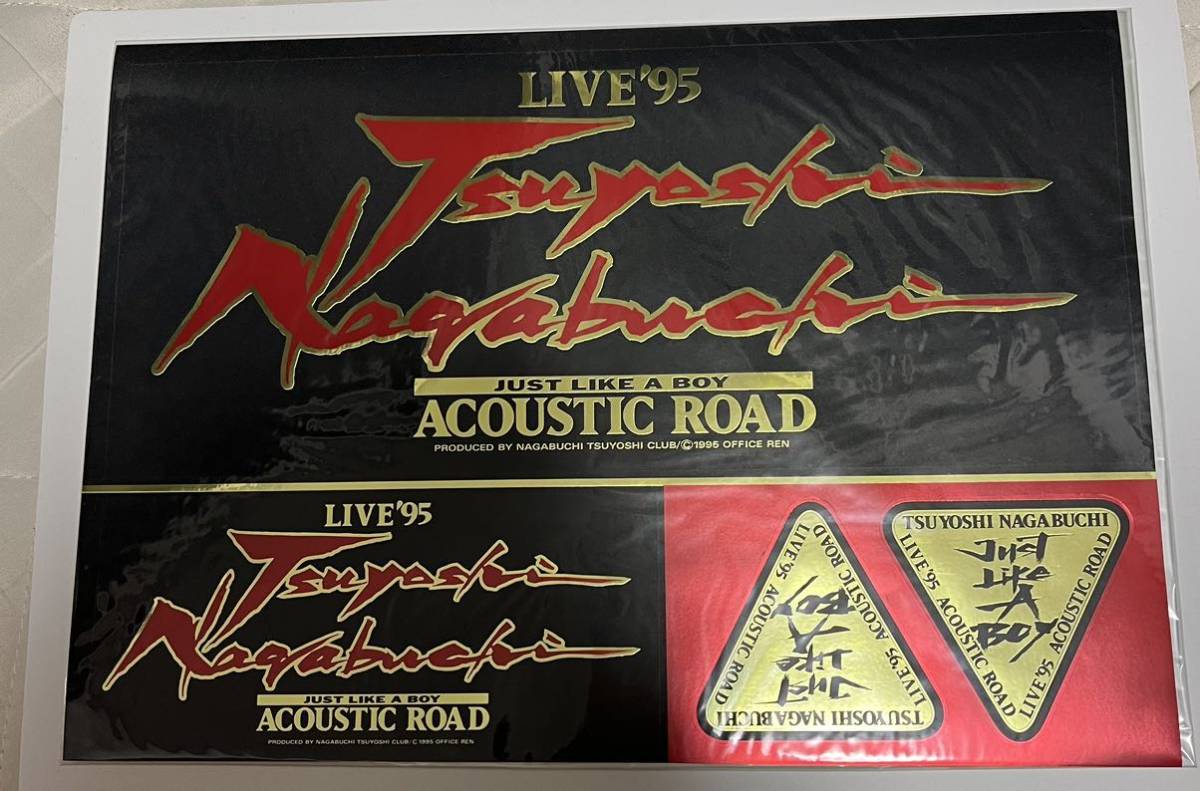 LIVE'95
Tsuyoshi
Nagabuchi
JUST LIKE A BOY
ACOUSTIC ROAD
PRODUCED BY NAGABUCHI TSUYOSHI CLUB/©1995 OFFICE REN
LIVE'95
Tsuyoshi
Nagabuchi
JUST LIKE A BOY
ACOUSTIC ROAD
PRODUCED BY NAGABUCHI TSUYOSHI CLUB/© 1995 OFFICE REN
TSUYOSHI NAGABUCHI
LIVE'95 ACOUSTIC ROAD
LIVE'95 ACOUSTIC ROAD
JUST
LIKE
A
BOY
TSUYOSHI NAGABUCHI
LIVE'95 ACOUSTIC ROAD
LIVE'95 ACOUSTIC ROAD
JUST
LIKE
A
BOY